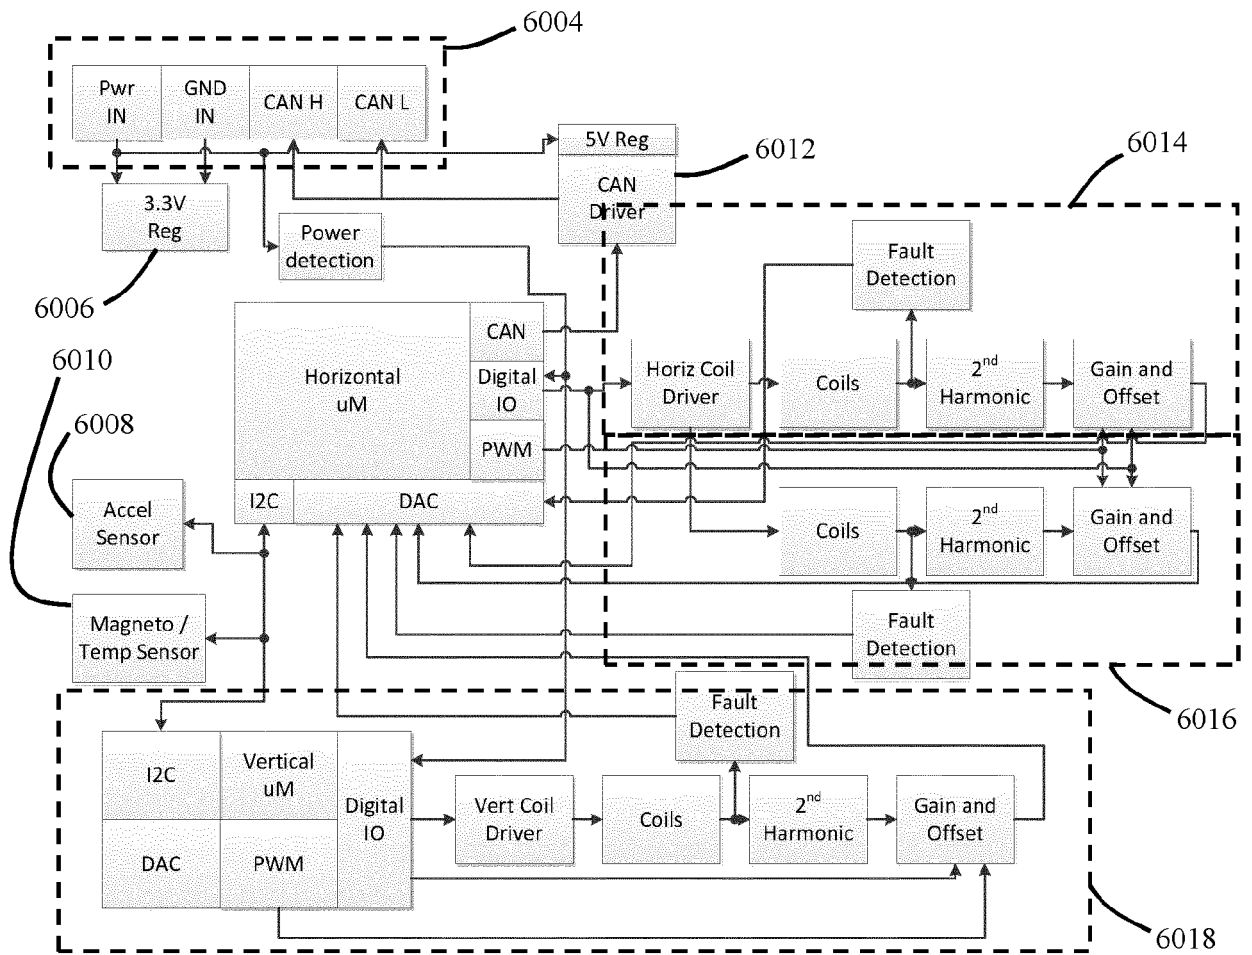 6004
Pwr
IN
GND
IN
CAN H
CAN L
5V Reg
6012
6014
CAN
Driver
3.3V
Reg
Power
detection
Fault
Detection
6006
CAN
6010
Horizontal
uM
Digital
IO
Horiz Coil
Driver
Coils
2nd
Harmonic
Gain and
Offset
6008
PWM
I2C
DAC
Accel
Sensor
Coils
2nd
Harmonic
Gain and
Offset
Magneto /
Temp Sensor
Fault
Detection
6016
Fault
Detection
I2C
Vertical
uM
Digital
IO
Vert Coil
Driver
Coils
2nd
Harmonic
Gain and
Offset
DAC
PWM
6018